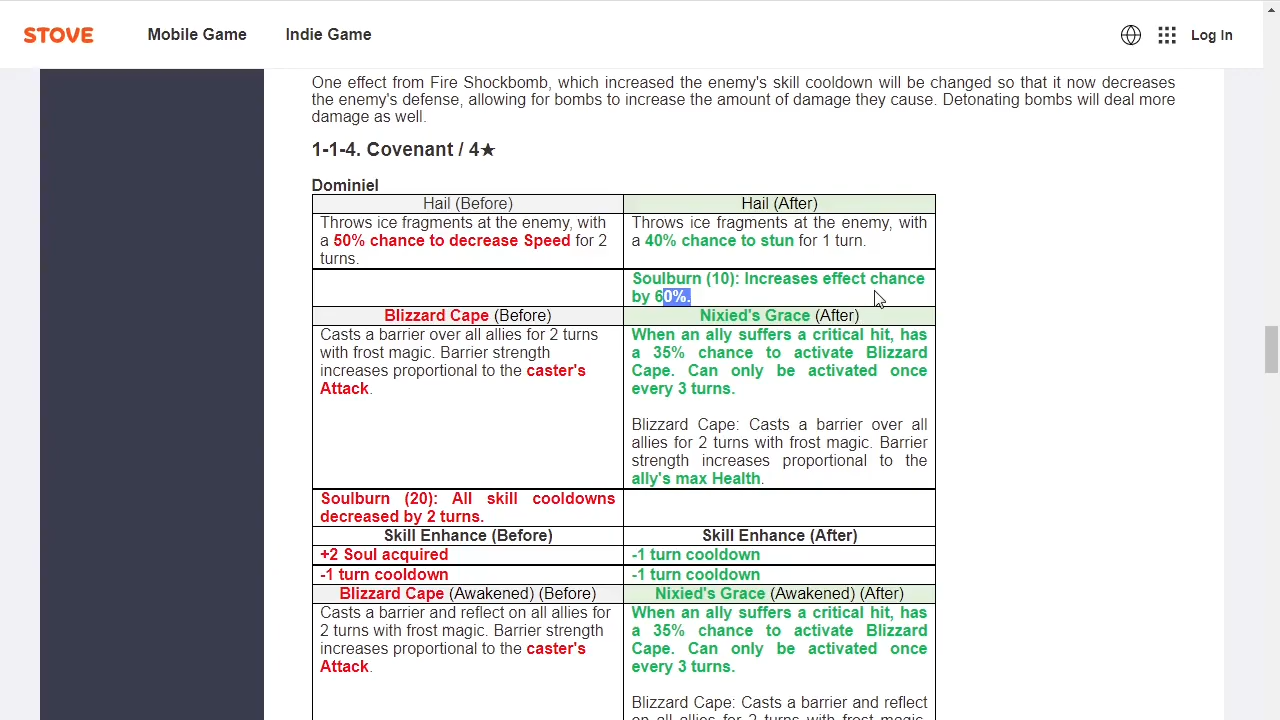 STOVE
Mobile Game
Indie Game
Log In
One effect from Fire Shockbomb, which increased the enemy's skill cooldown will be changed so that it now decreases
the enemy's defense, allowing for bombs to increase the amount of damage they cause. Detonating bombs will deal more
damage as well.
1-1-4. Covenant / 4★
Dominiel
Hail (Before)
Hail (After)
Throws ice fragments at the enemy, with
a 50% chance to decrease Speed for 2
turns.
Throws ice fragments at the enemy, with
a 40% chance to stun for 1 turn.
Soulburn (10): Increases effect chance
by 60%.
Blizzard Cape (Before)
Nixied's Grace (After)
Casts a barrier over all allies for 2 turns
with frost magic. Barrier strength
increases proportional to the caster's
Attack.
When an ally suffers a critical hit, has
a 35% chance to activate Blizzard
Cape. Can only be activated once
every 3 turns.
Blizzard Cape: Casts a barrier over all
allies for 2 turns with frost magic. Barrier
strength increases proportional to the
ally's max Health.
Soulburn (20): All skill cooldowns
decreased by 2 turns.
Skill Enhance (Before)
Skill Enhance (After)
+2 Soul acquired
-1 turn cooldown
-1 turn cooldown
-1 turn cooldown
Blizzard Cape (Awakened) (Before)
Nixied's Grace (Awakened) (After)
Casts a barrier and reflect on all allies for
2 turns with frost magic. Barrier strength
increases proportional to the caster's
Attack.
When an ally suffers a critical hit, has
a 35% chance to activate Blizzard
Cape. Can only be activated once
every 3 turns.
Blizzard Cape: Casts a barrier and reflect
on all allies for 2 turns with frost magic.